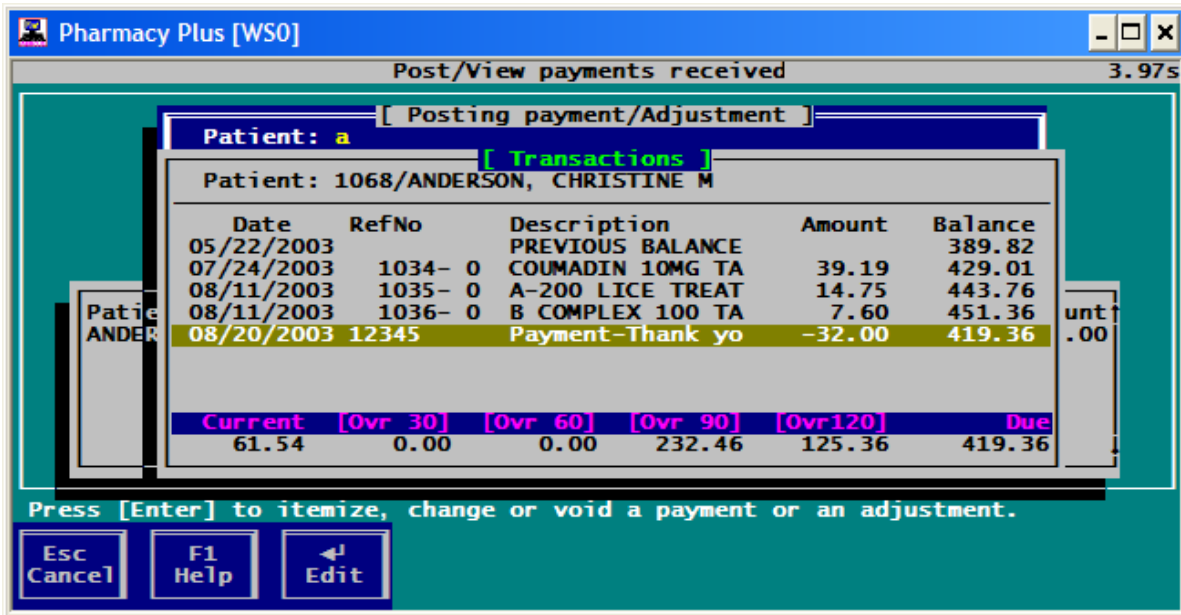 Pharmacy Plus [WS0]
Post/View payments received 3.97s
[ Posting payment/Adjustment ]
Patient: a
[ Transactions ]
Patient: 1068/ANDERSON, CHRISTINE M
Date RefNo Description Amount Balance
05/22/2003 PREVIOUS BALANCE 389.82
07/24/2003 1034- 0 COUMADIN 10MG TA 39.19 429.01
08/11/2003 1035- 0 A-200 LICE TREAT 14.75 443.76
Patie 08/11/2003 1036- 0 B COMPLEX 100 TA 7.60 451.36 unt↑
ANDER 08/20/2003 12345 Payment-Thank yo -32.00 419.36 .00
Current [Ovr 30] [Ovr 60] [Ovr 90] [Ovr120] Due
61.54 0.00 0.00 232.46 125.36 419.36 ↓
Press [Enter] to itemize, change or void a payment or an adjustment.
Esc F1 ↵
Cancel Help Edit